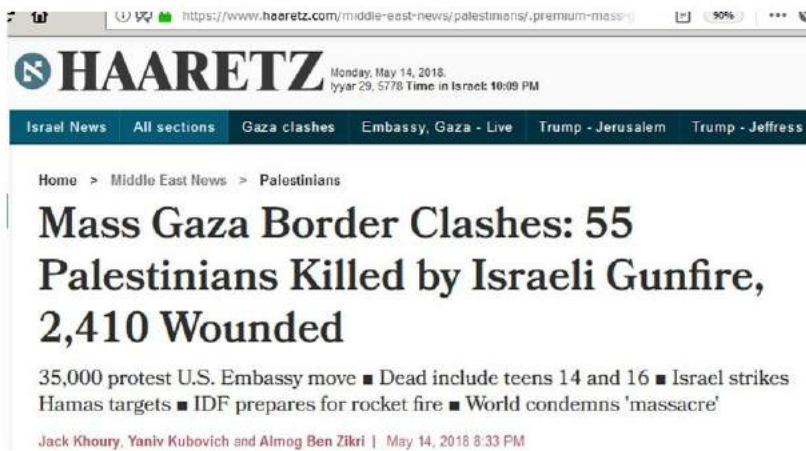 https://www.haaretz.com/middle-east-news/palestinians/.premium-mass-
90%
HAARETZ
Monday, May 14, 2018.
Iyyar 29, 5778 Time in Israel: 10:09 PM
Israel News All sections Gaza clashes Embassy, Gaza - Live Trump - Jerusalem Trump - Jeffress
Home > Middle East News > Palestinians
Mass Gaza Border Clashes: 55
Palestinians Killed by Israeli Gunfire,
2,410 Wounded
35,000 protest U.S. Embassy move ■ Dead include teens 14 and 16 ■ Israel strikes
Hamas targets ■ IDF prepares for rocket fire ■ World condemns 'massacre'
Jack Khoury, Yaniv Kubovich and Almog Ben Zikri | May 14, 2018 8:33 PM